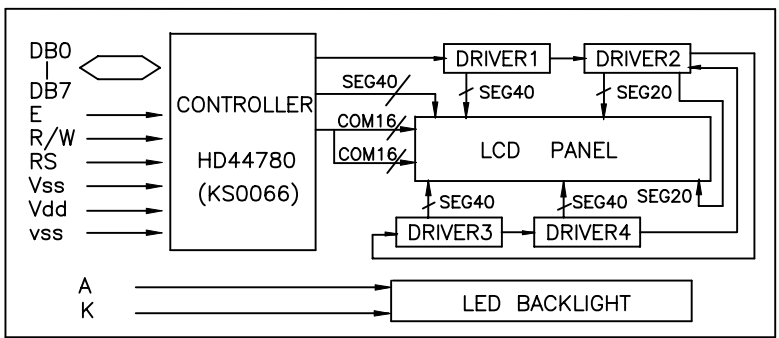 DB0
DB7
E
R/W
RS
Vss
Vdd
vss
CONTROLLER
HD44780
(KS0066)
DRIVER1
DRIVER2
SEG40
SEG40
SEG20
COM16
COM16
LCD PANEL
SEG40
SEG40
SEG20
DRIVER3
DRIVER4
A
K
LED BACKLIGHT